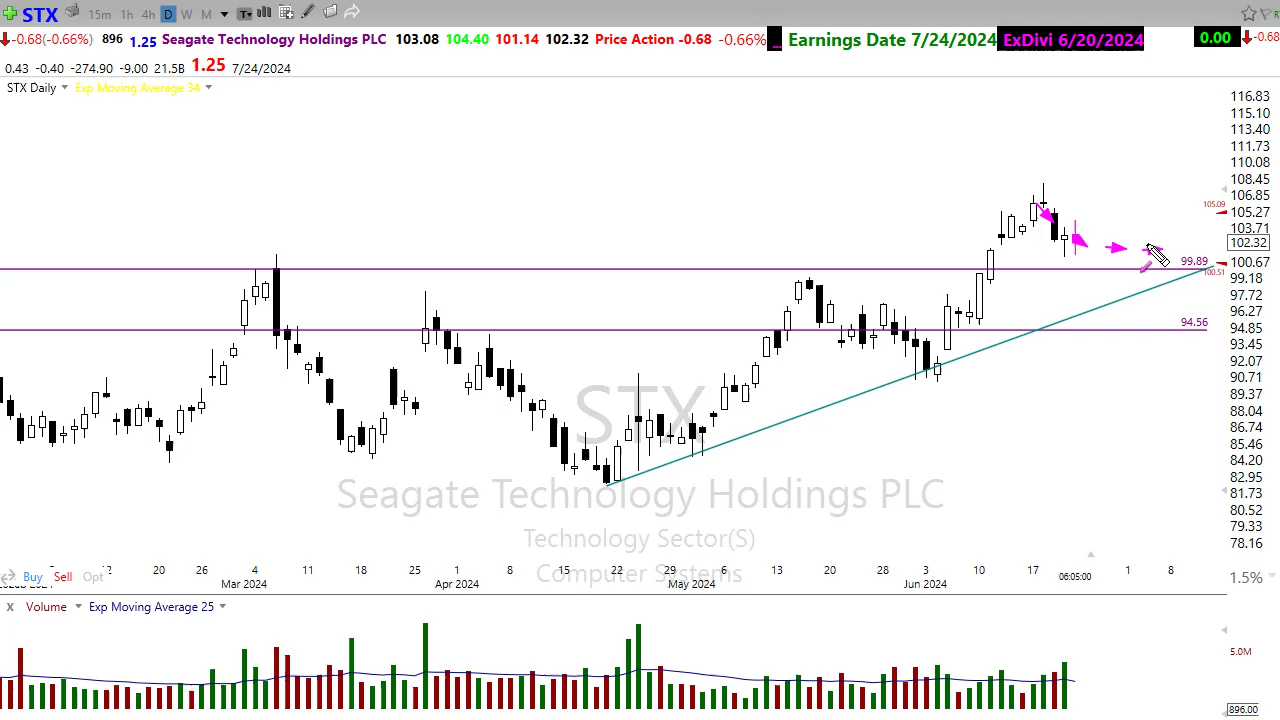 STX 15m 1h 4h D W M T
-0.68(-0.66%) 896 1.25 Seagate Technology Holdings PLC 103.08 104.40 101.14 102.32 Price Action -0.68 -0.66% Earnings Date 7/24/2024 ExDivi 6/20/2024 0.00 -0.68
0.43 -0.40 -274.90 -9.00 21.5B 1.25 7/24/2024
STX Daily Exp Moving Average 34
116.83
115.10
113.40
111.73
110.08
108.45
106.85
105.09
105.27
103.71
102.32
99.89 100.67
100.51
99.18
97.72
96.27
94.56
94.85
93.45
92.07
90.71
89.37
88.04
86.74
85.46
84.20
82.95
81.73
80.52
79.33
78.16
STX
Seagate Technology Holdings PLC
Technology Sector(S)
Computer Systems
20 26 4 11 18 25 1 8 15 22 29 6 13 20 28 3 10 17 1 8
Buy Sell Opt 06:05:00 1.5%
Mar 2024 Apr 2024 May 2024 Jun 2024
X Volume Exp Moving Average 25
5.0M
896.00